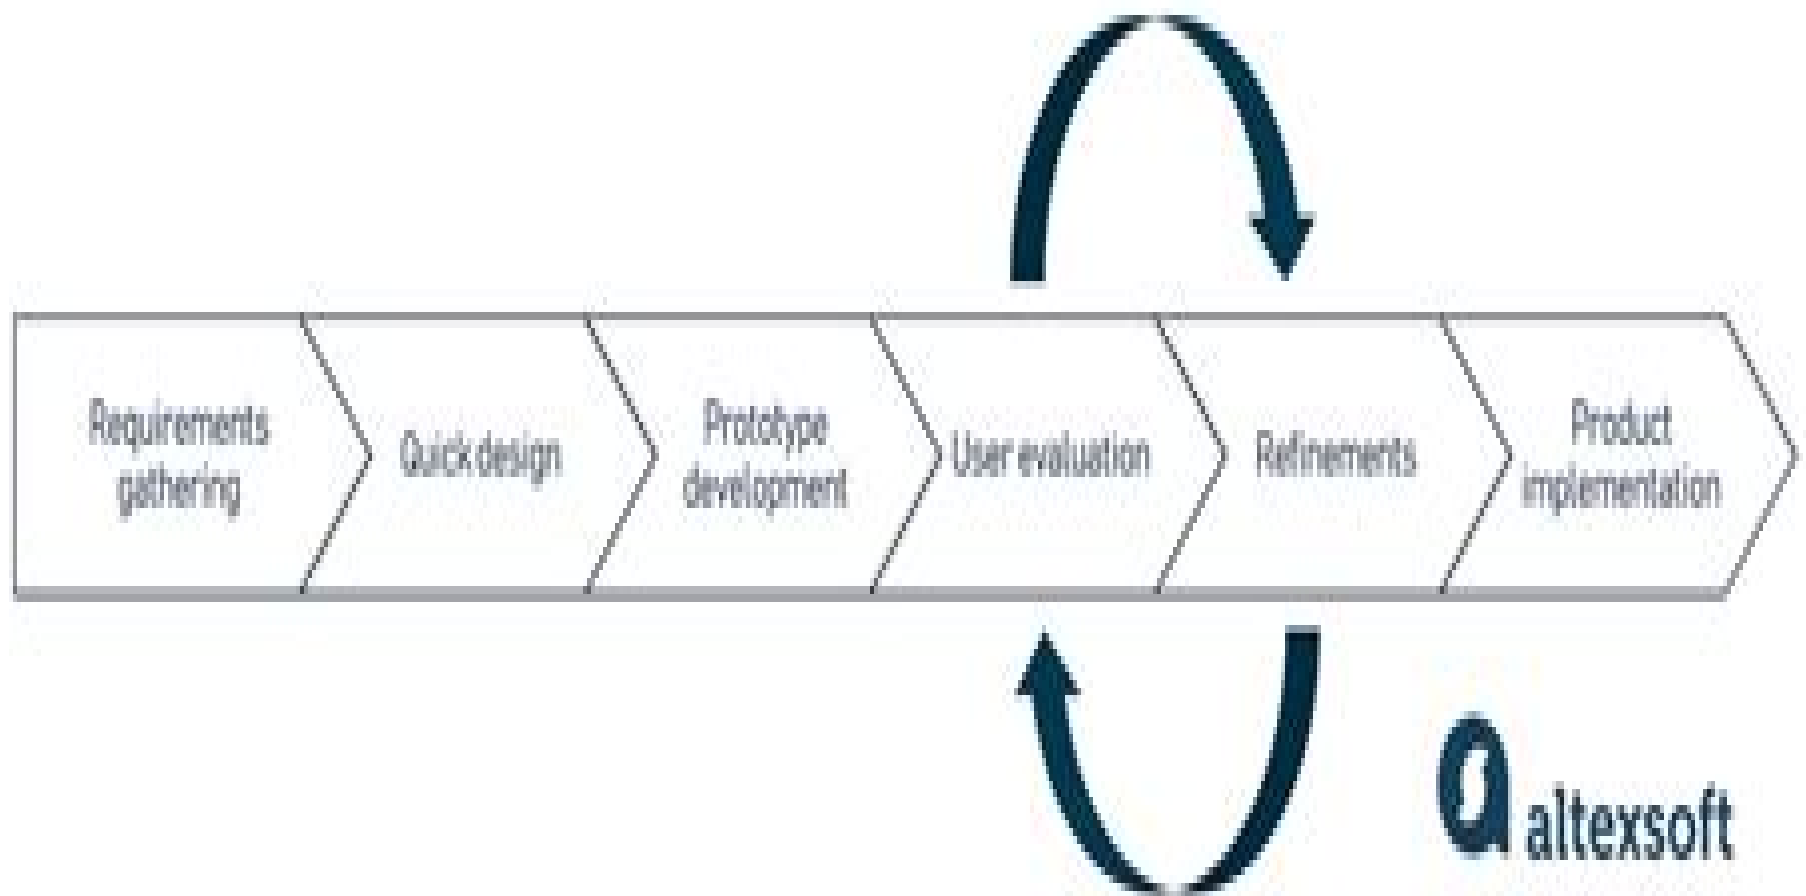 Requirements
gathering
Quick design
Prototype
development
User evaluation
Refinements
Product
implementation
altexsoft